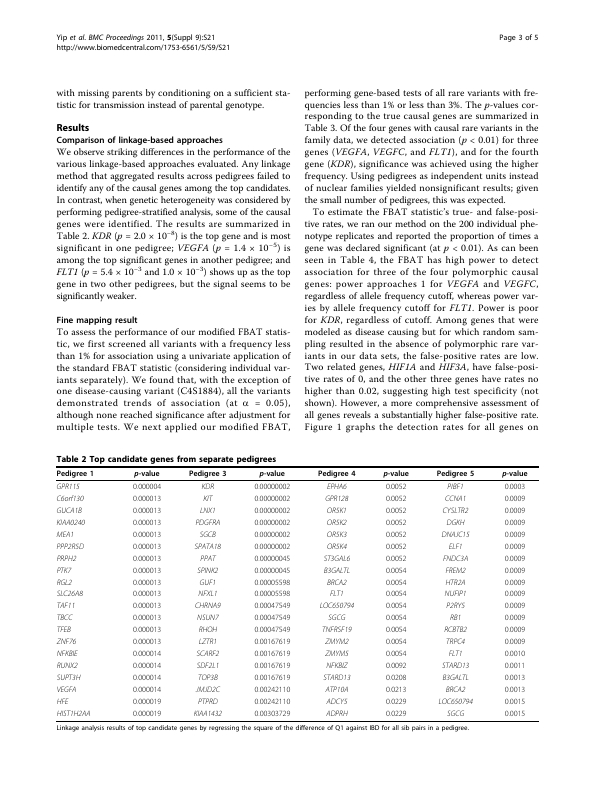 Yip et al. BMC Proceedings 2011, 5(Suppl 9):S21
http://www.biomedcentral.com/1753-6561/5/S9/S21
Page 3 of 5
with missing parents by conditioning on a sufficient sta-
tistic for transmission instead of parental genotype.
Results
Comparison of linkage-based approaches
We observe striking differences in the performance of the
various linkage-based approaches evaluated. Any linkage
method that aggregated results across pedigrees failed to
identify any of the causal genes among the top candidates.
In contrast, when genetic heterogeneity was considered by
performing pedigree-stratified analysis, some of the causal
genes were identified. The results are summarized in
Table 2. KDR (p = 2.0 × 10⁻⁸) is the top gene and is most
significant in one pedigree; VEGFA (p = 1.4 × 10⁻⁵) is
among the top significant genes in another pedigree; and
FLT1 (p = 5.4 × 10⁻³ and 1.0 × 10⁻³) shows up as the top
gene in two other pedigrees, but the signal seems to be
significantly weaker.
Fine mapping result
To assess the performance of our modified FBAT statis-
tic, we first screened all variants with a frequency less
than 1% for association using a univariate application of
the standard FBAT statistic (considering individual var-
iants separately). We found that, with the exception of
one disease-causing variant (C4S1884), all the variants
demonstrated trends of association (at α = 0.05),
although none reached significance after adjustment for
multiple tests. We next applied our modified FBAT,
performing gene-based tests of all rare variants with fre-
quencies less than 1% or less than 3%. The p-values cor-
responding to the true causal genes are summarized in
Table 3. Of the four genes with causal rare variants in the
family data, we detected association (p < 0.01) for three
genes (VEGFA, VEGFC, and FLT1), and for the fourth
gene (KDR), significance was achieved using the higher
frequency. Using pedigrees as independent units instead
of nuclear families yielded nonsignificant results; given
the small number of pedigrees, this was expected.
To estimate the FBAT statistic's true- and false-posi-
tive rates, we ran our method on the 200 individual phe-
notype replicates and reported the proportion of times a
gene was declared significant (at p < 0.01). As can been
seen in Table 4, the FBAT has high power to detect
association for three of the four polymorphic causal
genes: power approaches 1 for VEGFA and VEGFC,
regardless of allele frequency cutoff, whereas power var-
ies by allele frequency cutoff for FLT1. Power is poor
for KDR, regardless of cutoff. Among genes that were
modeled as disease causing but for which random sam-
pling resulted in the absence of polymorphic rare var-
iants in our data sets, the false-positive rates are low.
Two related genes, HIF1A and HIF3A, have false-posi-
tive rates of 0, and the other three genes have rates no
higher than 0.02, suggesting high test specificity (not
shown). However, a more comprehensive assessment of
all genes reveals a substantially higher false-positive rate.
Figure 1 graphs the detection rates for all genes on
Table 2 Top candidate genes from separate pedigrees
Pedigree 1 p-value Pedigree 3 p-value Pedigree 4 p-value Pedigree 5 p-value
GPR115 0.000004 KDR 0.00000002 EPHA6 0.0052 PIBF1 0.0003
C6orf130 0.000013 KIT 0.00000002 GPR128 0.0052 CCNA1 0.0009
GUCA1B 0.000013 LNX1 0.00000002 OR5K1 0.0052 CYSLTR2 0.0009
KIAA0240 0.000013 PDGFRA 0.00000002 OR5K2 0.0052 DGKH 0.0009
MEA1 0.000013 SGCB 0.00000002 OR5K3 0.0052 DNAJC15 0.0009
PPP2R5D 0.000013 SPATA18 0.00000002 OR5K4 0.0052 ELF1 0.0009
PRPH2 0.000013 PPAT 0.00000045 ST3GAL6 0.0052 FNDC3A 0.0009
PTK7 0.000013 SPINK2 0.00000045 B3GALTL 0.0054 FREM2 0.0009
RGL2 0.000013 GUF1 0.00005598 BRCA2 0.0054 HTR2A 0.0009
SLC26A8 0.000013 NFXL1 0.00005598 FLT1 0.0054 NUFIP1 0.0009
TAF11 0.000013 CHRNA9 0.00047549 LOC650794 0.0054 P2RY5 0.0009
TBCC 0.000013 NSUN7 0.00047549 SGCG 0.0054 RB1 0.0009
TFEB 0.000013 RHOH 0.00047549 TNFRSF19 0.0054 RCBTB2 0.0009
ZNF76 0.000013 LZTR1 0.00167619 ZMYM2 0.0054 TRPC4 0.0009
NFKBIE 0.000014 SCARF2 0.00167619 ZMYM5 0.0054 FLT1 0.0010
RUNX2 0.000014 SDF2L1 0.00167619 NFKBIZ 0.0092 STARD13 0.0011
SUPT3H 0.000014 TOP3B 0.00167619 STARD13 0.0208 B3GALTL 0.0013
VEGFA 0.000014 JMJD2C 0.00242110 ATP10A 0.0213 BRCA2 0.0013
HFE 0.000019 PTPRD 0.00242110 ADCY5 0.0229 LOC650794 0.0015
HIST1H2AA 0.000019 KIAA1432 0.00303729 ADPRH 0.0229 SGCG 0.0015
Linkage analysis results of top candidate genes by regressing the square of the difference of Q1 against IBD for all sib pairs in a pedigree.